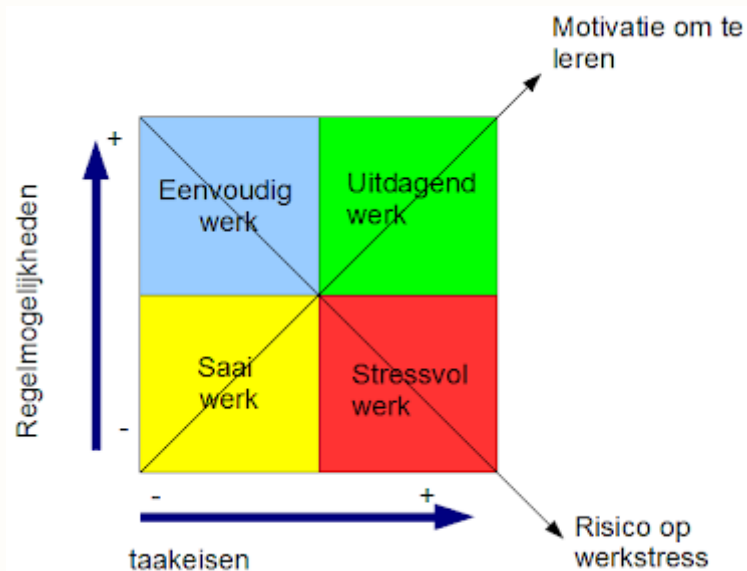 Motivatie om te
leren
+
Regelmogelijkheden
-
Eenvoudig
werk
Uitdagend
werk
Saai
werk
Stressvol
werk
-
+
taakeisen
Risico op
werkstress